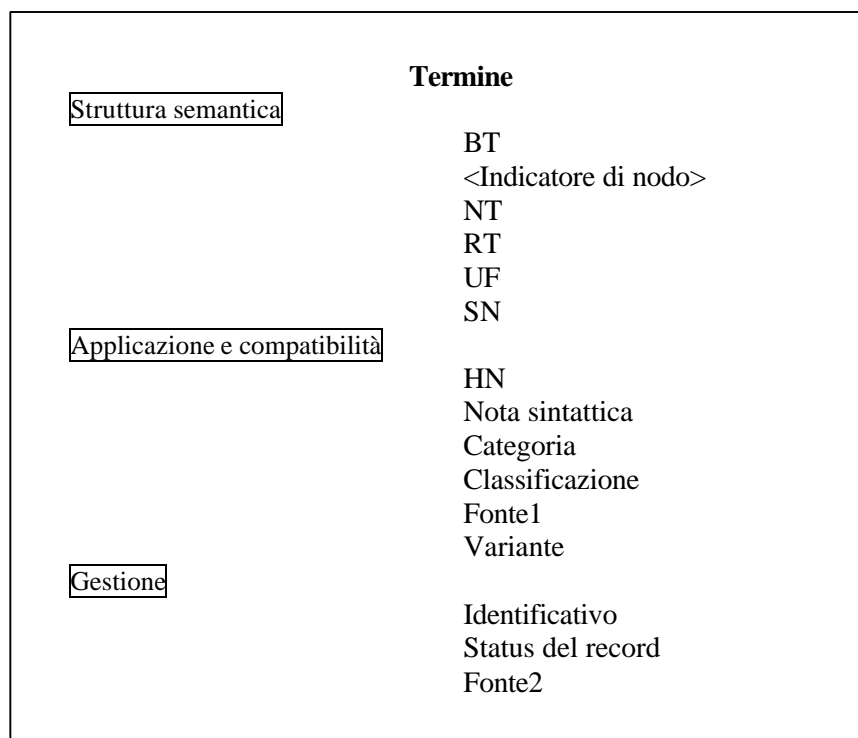 Termine
Struttura semantica
BT
<Indicatore di nodo>
NT
RT
UF
SN
Applicazione e compatibilità
HN
Nota sintattica
Categoria
Classificazione
Fonte1
Variante
Gestione
Identificativo
Status del record
Fonte2